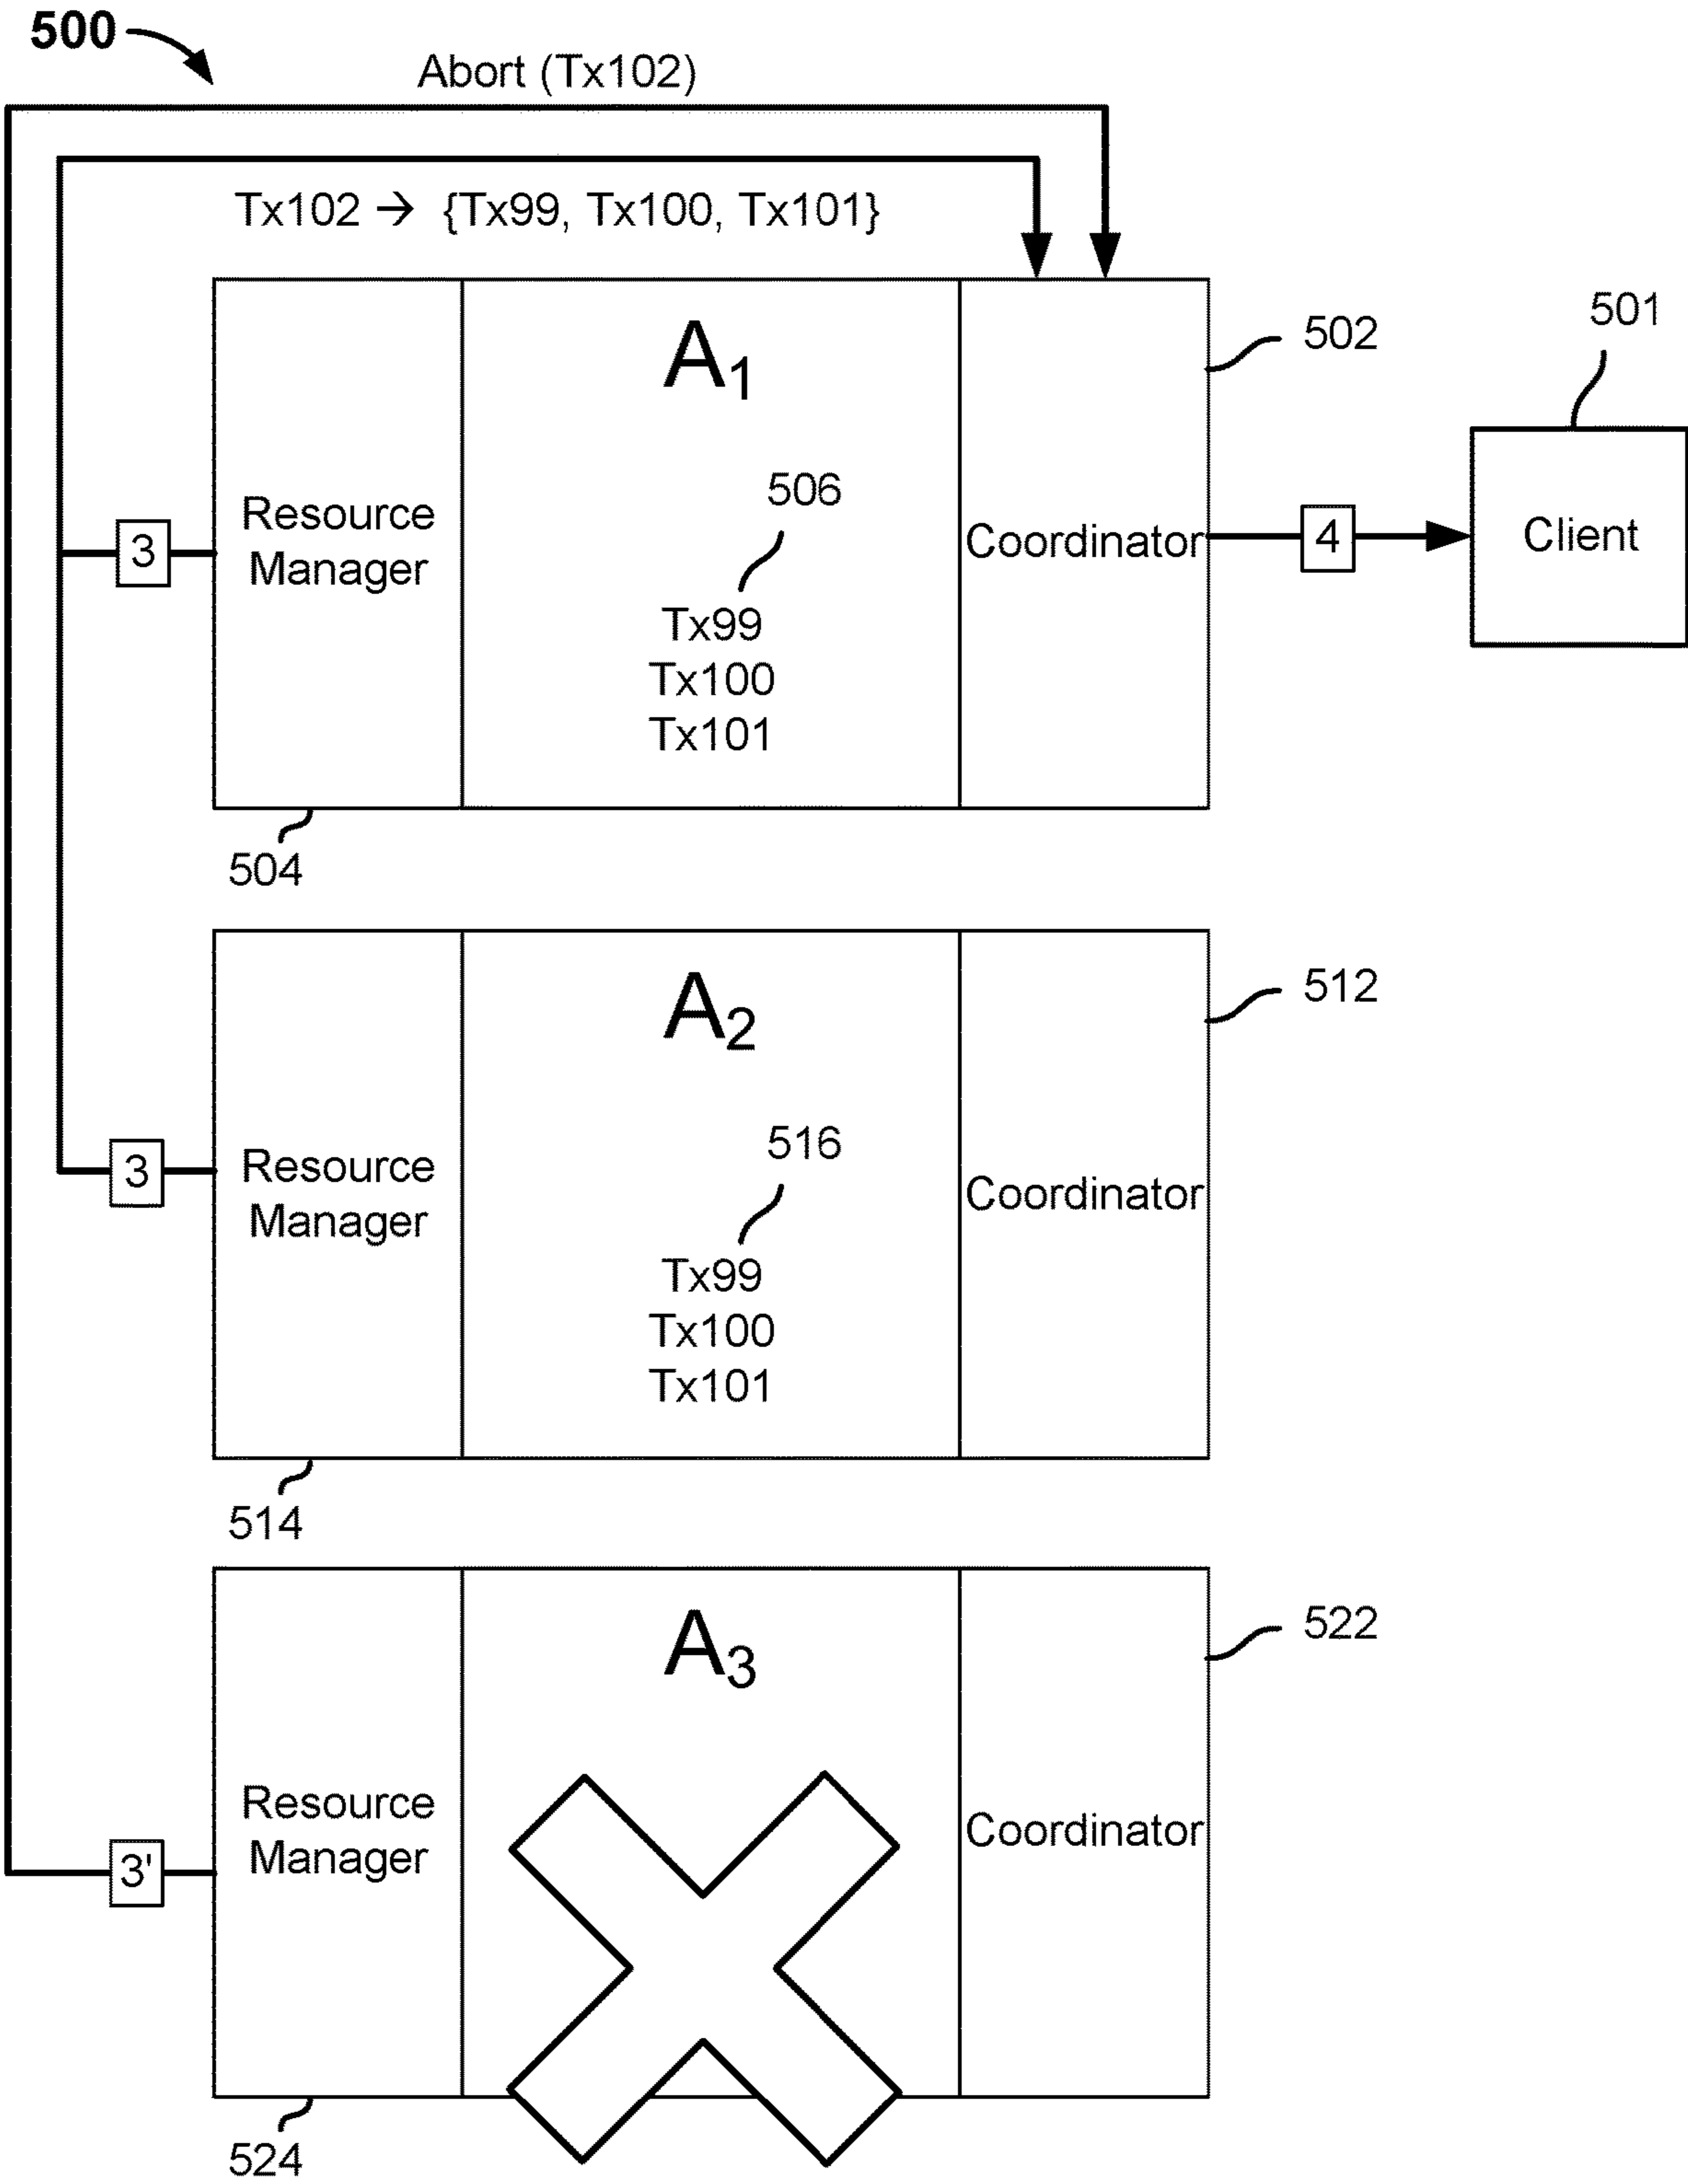 500
Abort (Tx102)
Tx102 → {Tx99, Tx100, Tx101}
A1
502
501
506
Resource
Manager
3
Coordinator
4
Client
Tx99
Tx100
Tx101
504
A2
512
516
Resource
Manager
3
Coordinator
Tx99
Tx100
Tx101
514
A3
522
Resource
Manager
3'
Coordinator
524